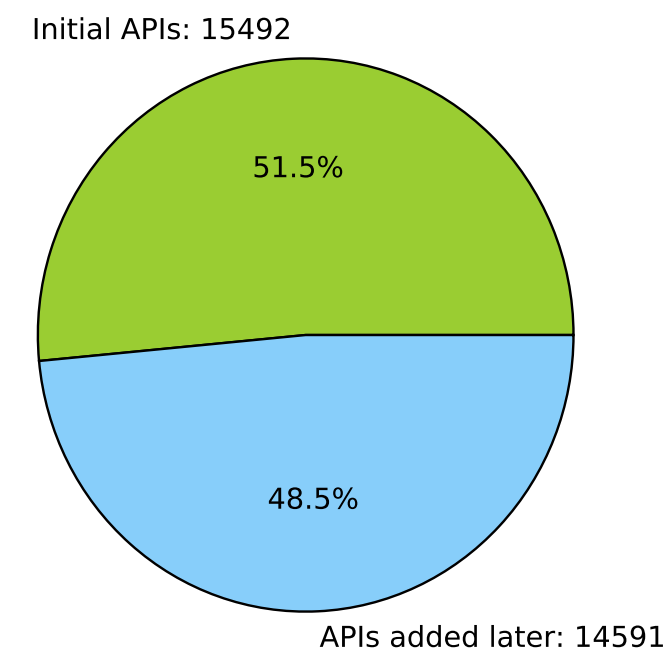 Initial APIs: 15492
51.5%
48.5%
APIs added later: 14591